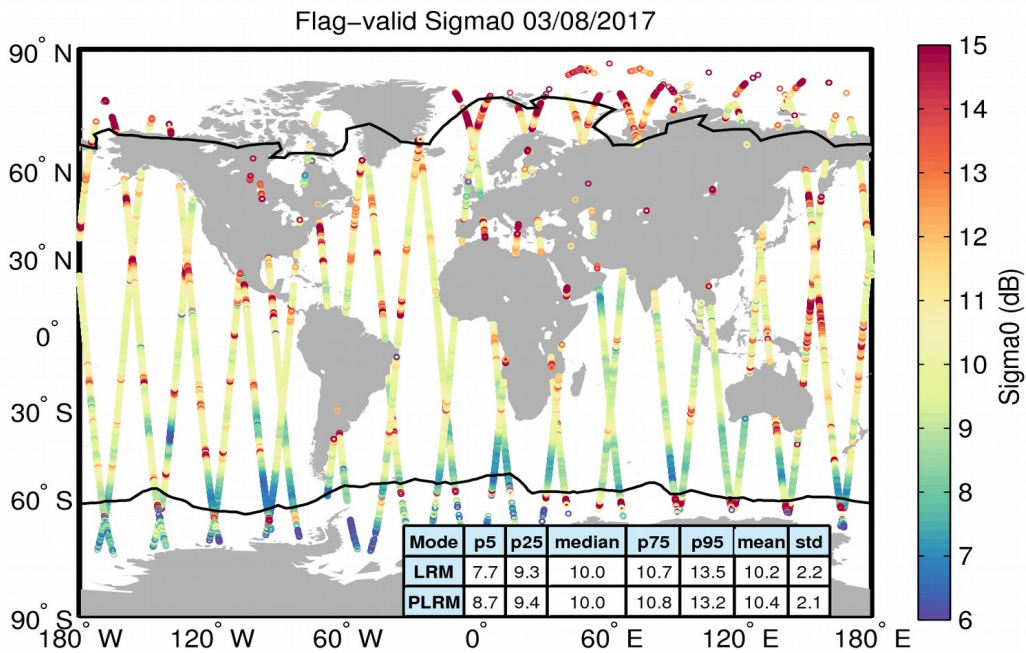 Flag-valid Sigma0 03/08/2017
90° N
60° N
30° N
0°
30° S
60° S
90° S
180° W
120° W
60° W
0°
60° E
120° E
180° E
Mode p5 p25 median p75 p95 mean std
LRM 7.7 9.3 10.0 10.7 13.5 10.2 2.2
PLRM 8.7 9.4 10.0 10.8 13.2 10.4 2.1
15
14
13
12
11
10
9
8
7
6
Sigma0 (dB)